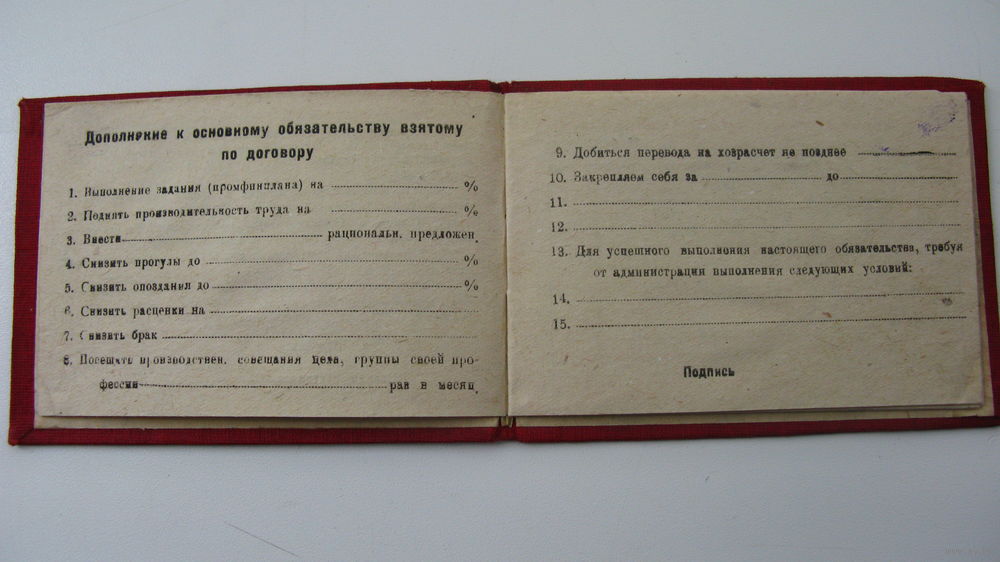 Дополнение к основному обязательству взятому
по договору
1. Выполнение задания (промфинплана) на %
2. Поднять производительность труда на %
3. Внести рациональн. предложен.
4. Снизить прогулы до %
5. Снизить опоздания до %
6. Снизить расценки на
7. Снизить брак
8. Посещать производствен. совещания цеха, группы своей про-
фессии раз в месяц.
9. Добиться перевода на хозрасчет не позднее
10. Закрепляем себя за до
11.
12.
13. Для успешного выполнения настоящего обязательства, требуя
от администрация выполнения следующих условий:
14.
15.
Подпись